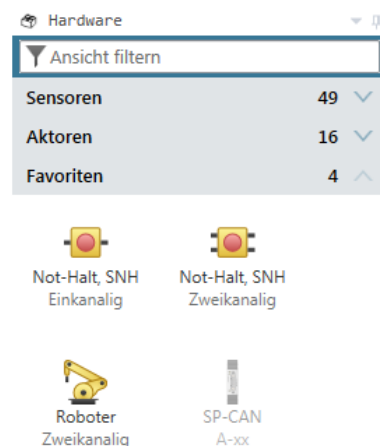 Hardware
Ansicht filtern
Sensoren 49
Aktoren 16
Favoriten 4
Not-Halt, SNH Not-Halt, SNH
Einkanalig Zweikanalig
Roboter SP-CAN
Zweikanalig A-xx